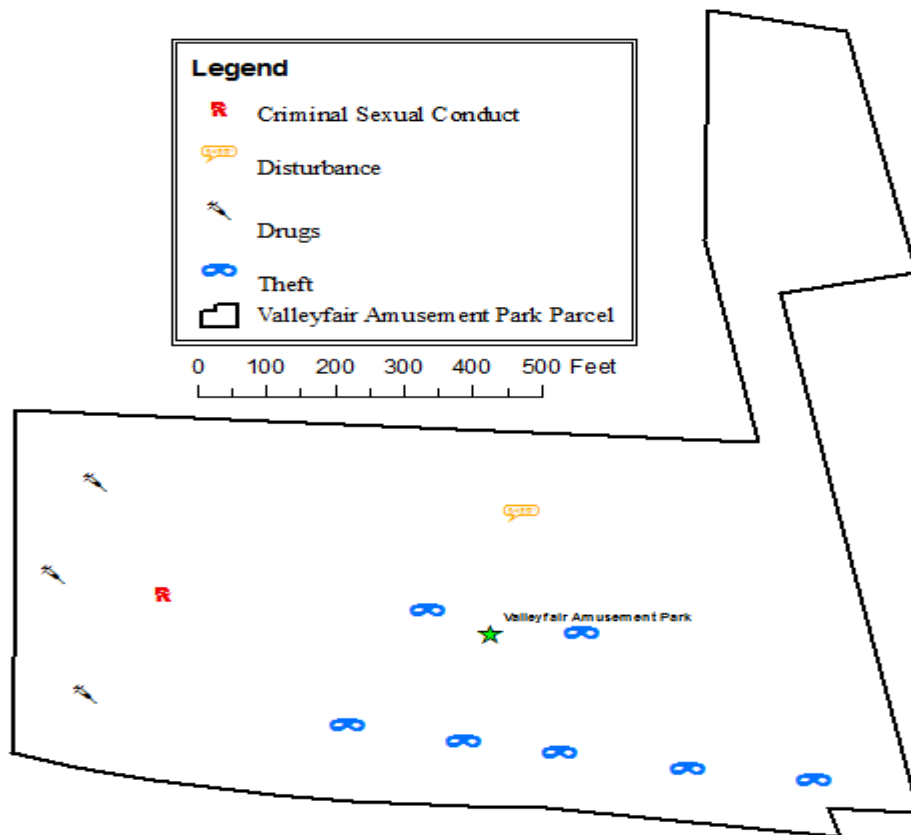 Legend
Criminal Sexual Conduct
Disturbance
Drugs
Theft
Valleyfair Amusement Park Parcel
0 100 200 300 400 500 Feet
Valleyfair Amusement Park